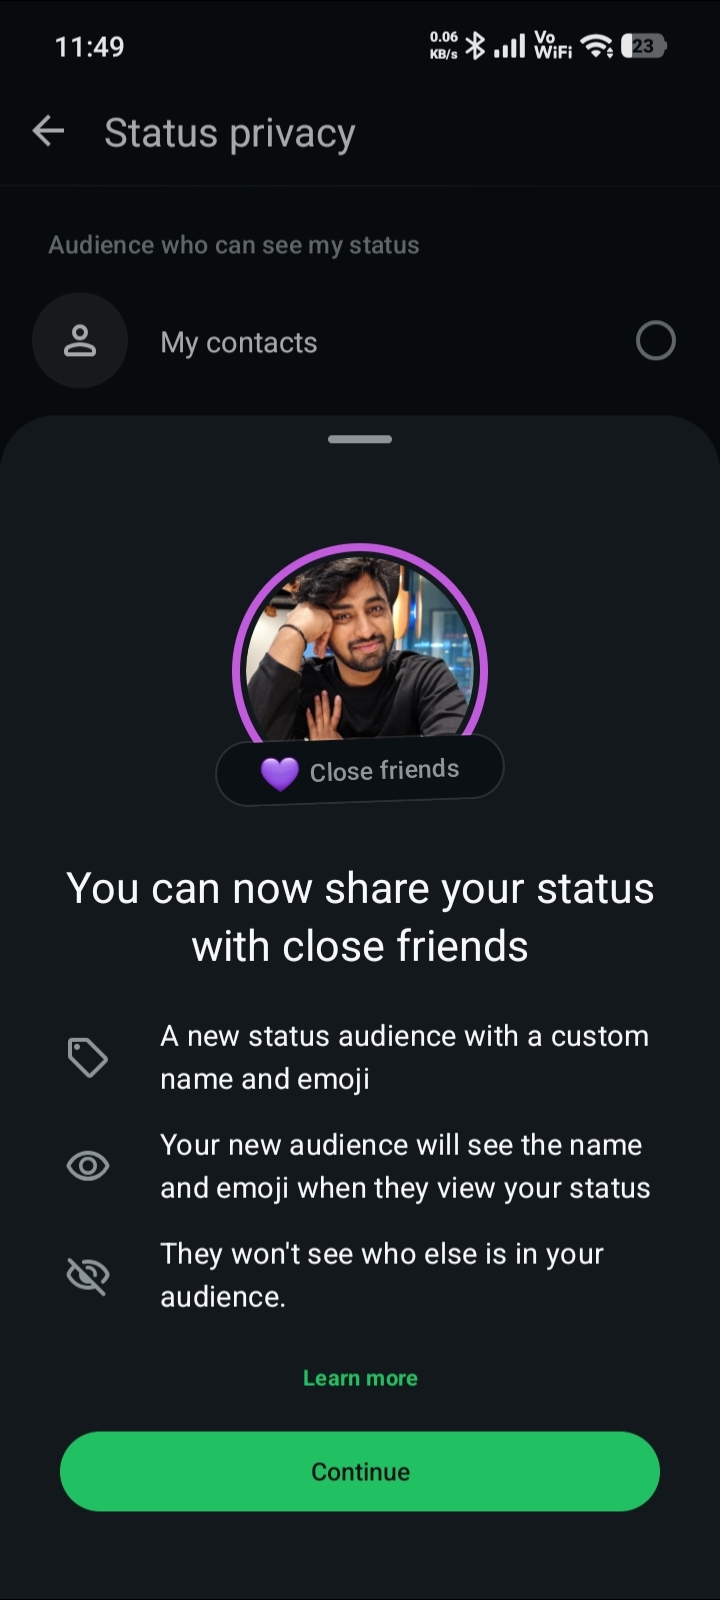 11:49
0.06
KB/s
Vo
WiFi
23
Status privacy
Audience who can see my status
My contacts
Close friends
You can now share your status
with close friends
A new status audience with a custom
name and emoji
Your new audience will see the name
and emoji when they view your status
They won't see who else is in your
audience.
Learn more
Continue